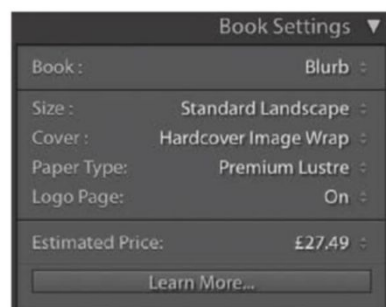 Book Settings
Book : Blurb
Size : Standard Landscape
Cover : Hardcover Image Wrap
Paper Type: Premium Lustre
Logo Page: On
Estimated Price: £27.49
Learn More...